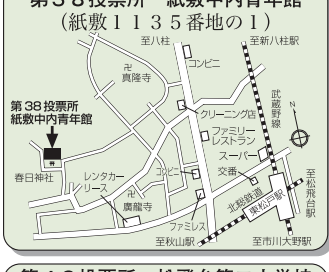 第38投票所　紙敷中内青年館
（紙敷１１３５番地の１）
至八柱
至新八柱駅
コンビニ
卍
真隆寺
武蔵野線
N
第38投票所
紙敷中内青年館
クリーニング店
ファミリー
レストラン
スーパー
交番
春日神社
レンタカー
リース
コンビニ
卍
廣龍寺
北総鉄道
東松戸駅
至松飛台駅
ファミレス
至秋山駅
至市川大野駅